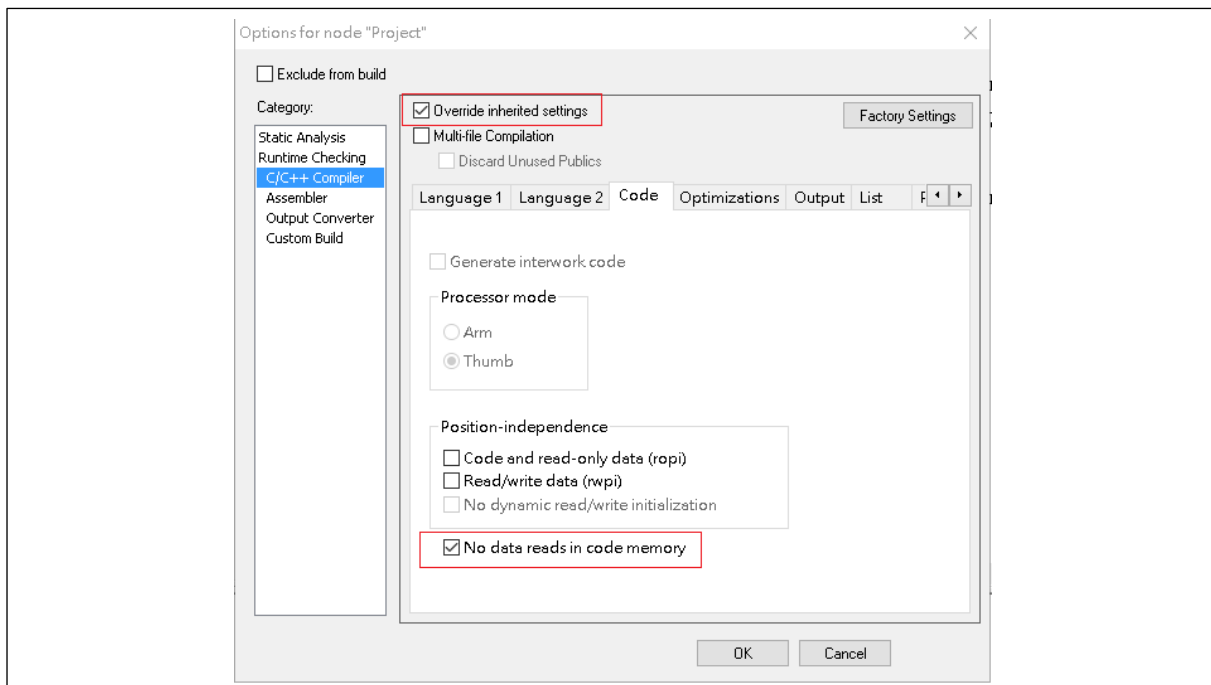 Options for node "Project"
Exclude from build
Category:
Static Analysis
Runtime Checking
C/C++ Compiler
Assembler
Output Converter
Custom Build
Override inherited settings
Factory Settings
Multi-file Compilation
Discard Unused Publics
Language 1 Language 2 Code Optimizations Output List
Generate interwork code
Processor mode
Arm
Thumb
Position-independence
Code and read-only data (ropi)
Read/write data (rwpi)
No dynamic read/write initialization
No data reads in code memory
OK Cancel